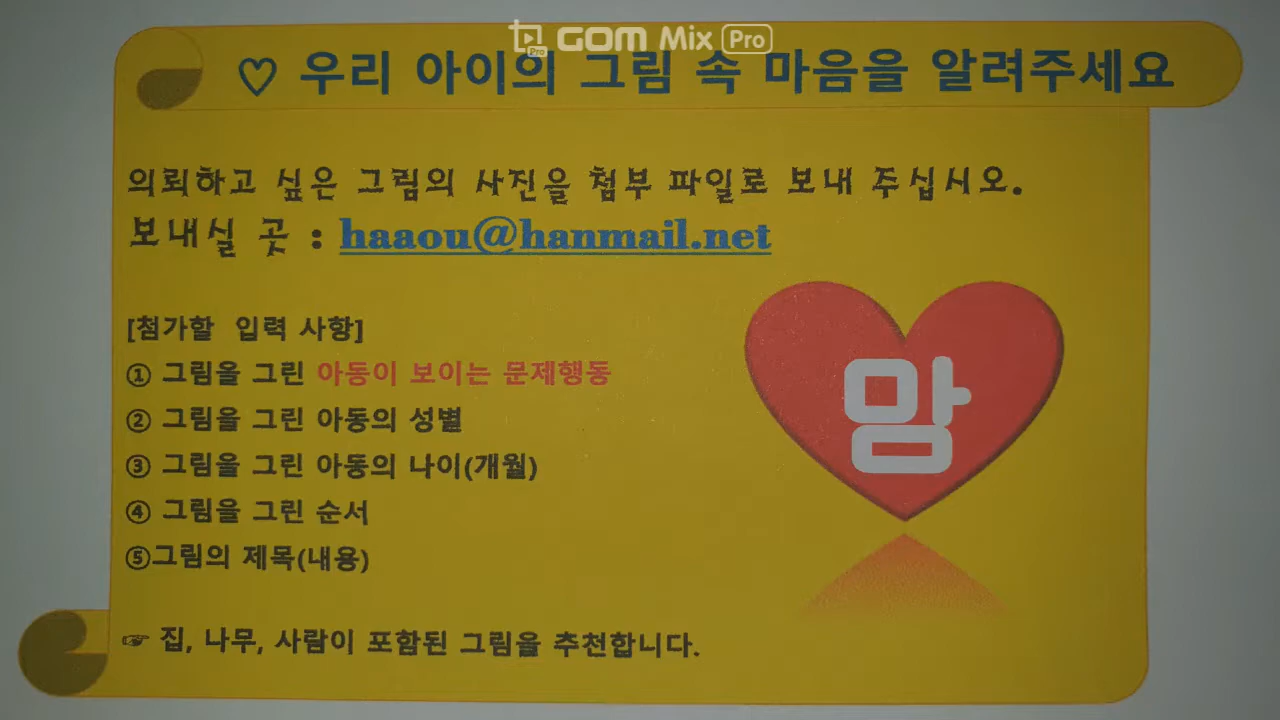 GOM Mix Pro
♡ 우리 아이의 그림 속 마음을 알려주세요
의뢰하고 싶은 그림의 사진을 첨부 파일로 보내 주십시오.
보내실 곳 : haaou@hanmail.net
[첨가할 입력 사항]
① 그림을 그린 아동이 보이는 문제행동
② 그림을 그린 아동의 성별
③ 그림을 그린 아동의 나이(개월)
④ 그림을 그린 순서
⑤그림의 제목(내용)
맘
☞ 집, 나무, 사람이 포함된 그림을 추천합니다.